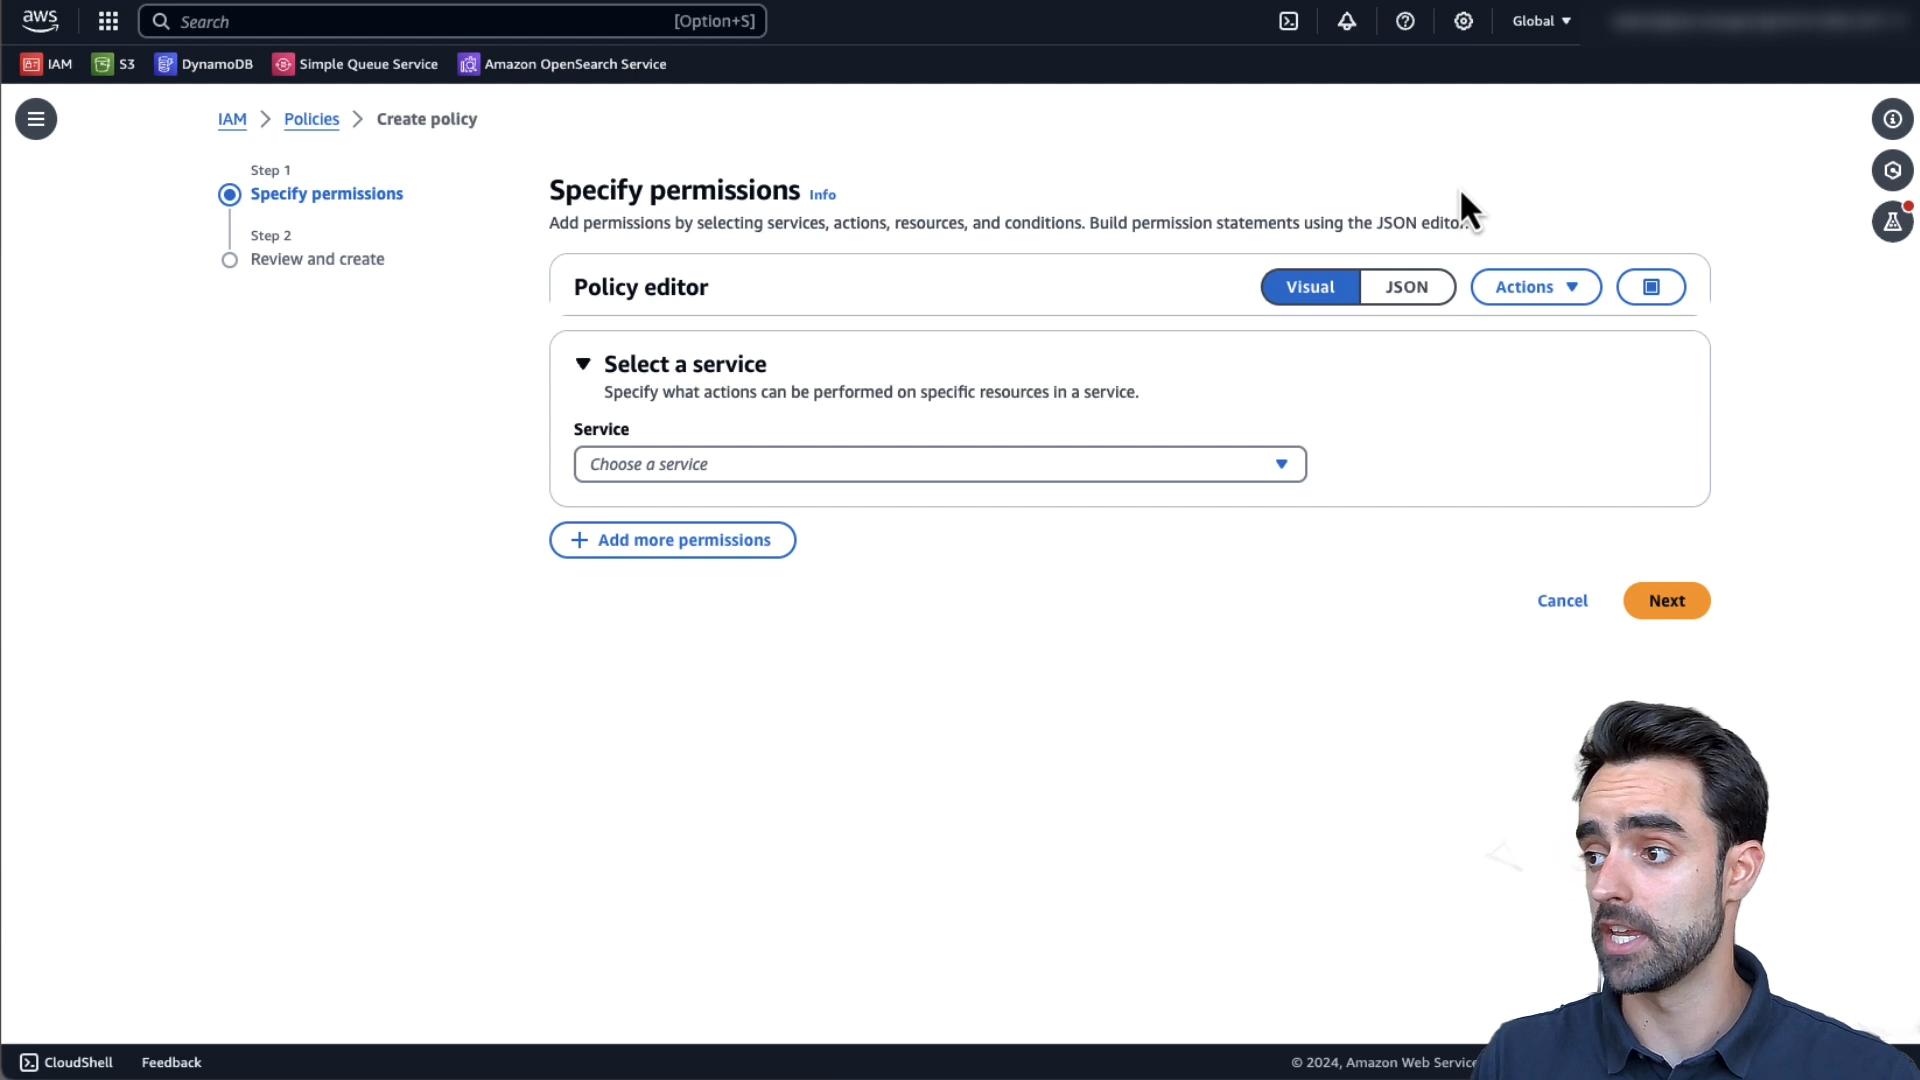 aws
Search [Option+S]
Global
IAM S3 DynamoDB Simple Queue Service Amazon OpenSearch Service
IAM Policies Create policy
Step 1
Specify permissions
Step 2
Review and create
Specify permissions Info
Add permissions by selecting services, actions, resources, and conditions. Build permission statements using the JSON editor.
Policy editor
Visual JSON Actions
Select a service
Specify what actions can be performed on specific resources in a service.
Service
Choose a service
Add more permissions
Cancel Next
CloudShell Feedback
© 2024, Amazon Web